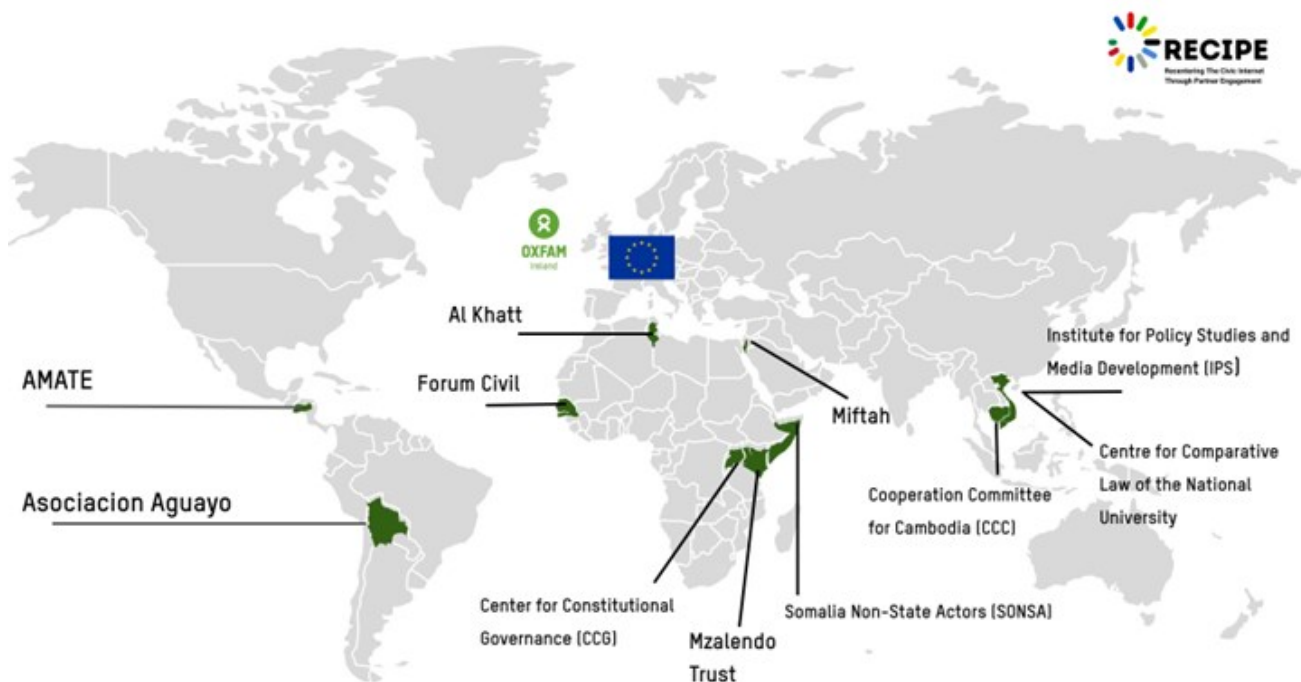 RECIPE
Recentering The Civic Internet
Through Partner Engagement
OXFAM
Ireland
Al Khatt
Institute for Policy Studies and
Media Development (IPS)
AMATE
Forum Civil
Miftah
Centre for Comparative
Law of the National
University
Cooperation Committee
for Cambodia (CCC)
Asociacion Aguayo
Center for Constitutional
Governance (CCG)
Somalia Non-State Actors (SONSA)
Mzalendo
Trust